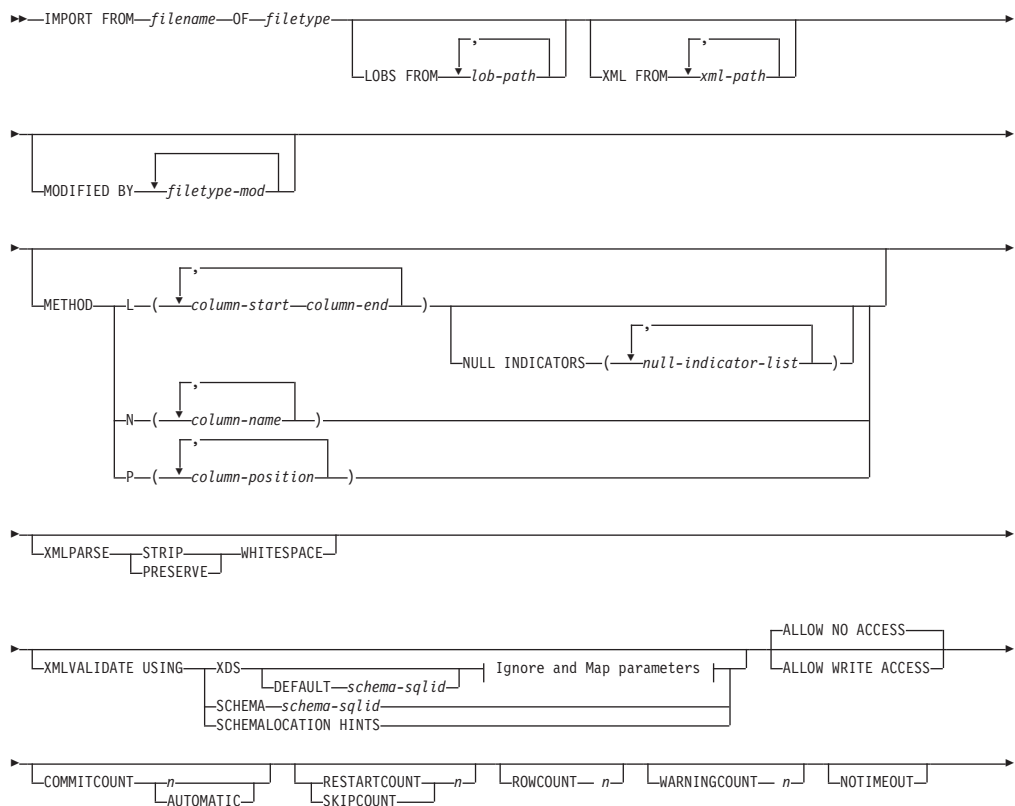 IMPORT FROM filename OF filetype
LOBS FROM , lob-path
XML FROM , xml-path
MODIFIED BY filetype-mod
METHOD L ( , column-start column-end )
NULL INDICATORS ( , null-indicator-list )
N ( , column-name )
P ( , column-position )
XMLPARSE STRIP WHITESPACE
PRESERVE
ALLOW NO ACCESS
XMLVALIDATE USING XDS Ignore and Map parameters ALLOW WRITE ACCESS
DEFAULT schema-sqlid
SCHEMA schema-sqlid
SCHEMALOCATION HINTS
COMMITCOUNT n RESTARTCOUNT n ROWCOUNT n WARNINGCOUNT n NOTIMEOUT
AUTOMATIC SKIPCOUNT